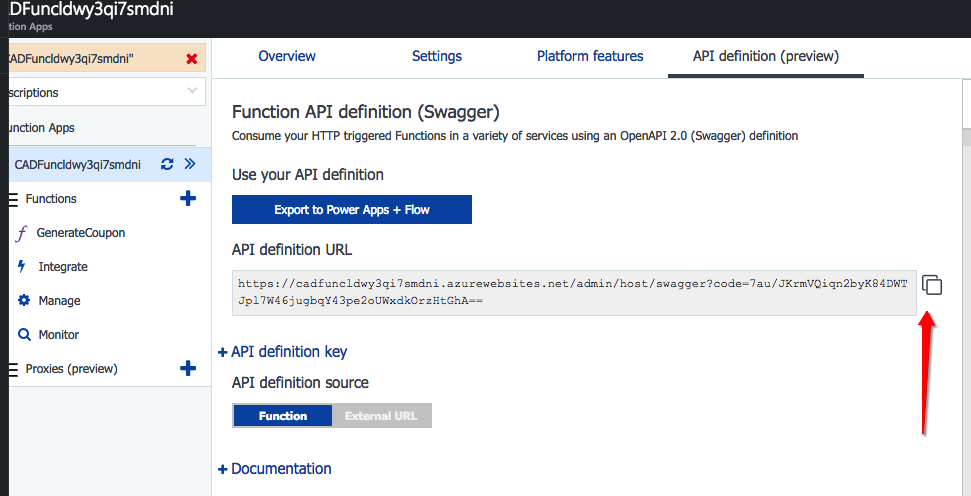 ADFuncldwy3qi7smdni
tion Apps
CADFuncldwy3qi7smdni"
scriptions
unction Apps
CADFuncldwy3qi7smdni
Functions
GenerateCoupon
Integrate
Manage
Monitor
Proxies (preview)
Overview Settings Platform features API definition (preview)
Function API definition (Swagger)
Consume your HTTP triggered Functions in a variety of services using an OpenAPI 2.0 (Swagger) definition
Use your API definition
Export to Power Apps + Flow
API definition URL
https://cadfuncldwy3qi7smdni.azurewebsites.net/admin/host/swagger?code=7au/JKrmVQiqn2byK84DWT
Jpl7W46jugbqY43pe2oUWxdkOrzHtGhA==
+ API definition key
API definition source
Function External URL
+ Documentation